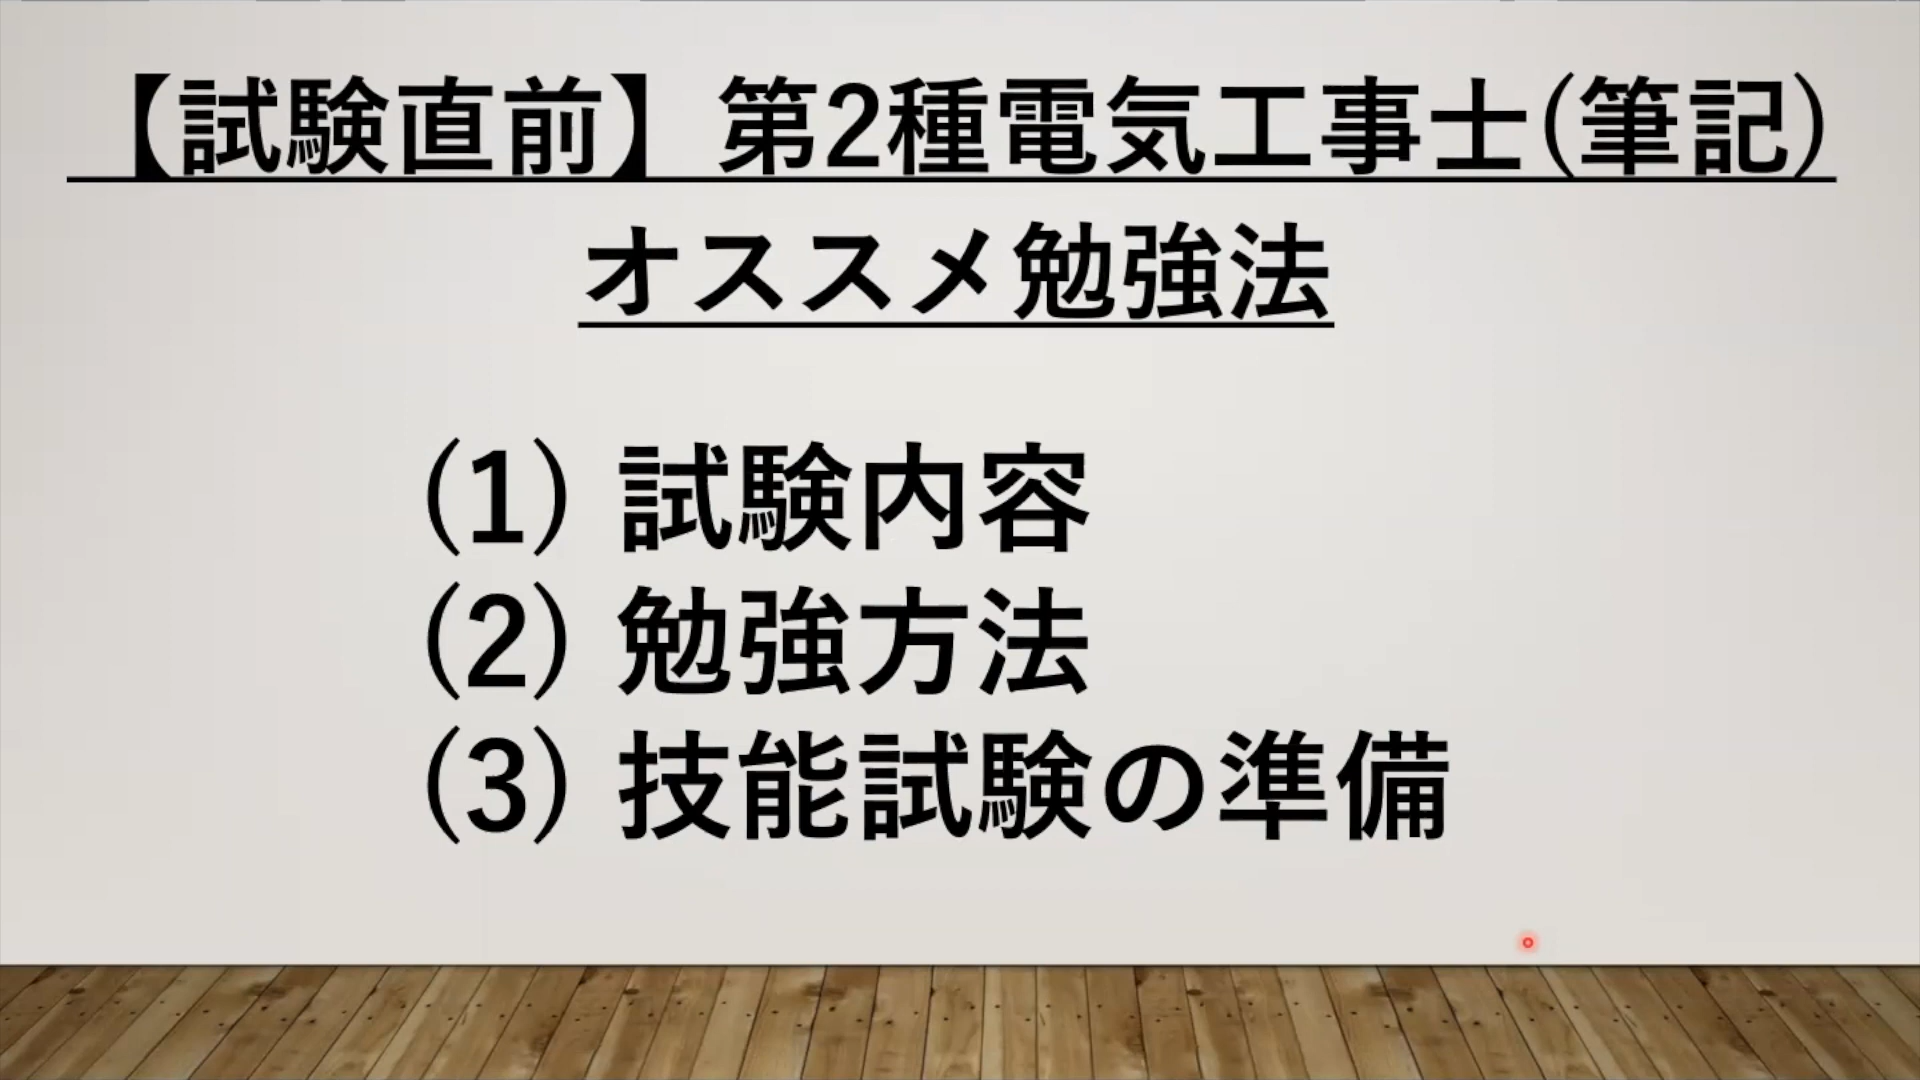 【試験直前】第2種電気工事士(筆記)
オススメ勉強法
(1) 試験内容
(2) 勉強方法
(3) 技能試験の準備